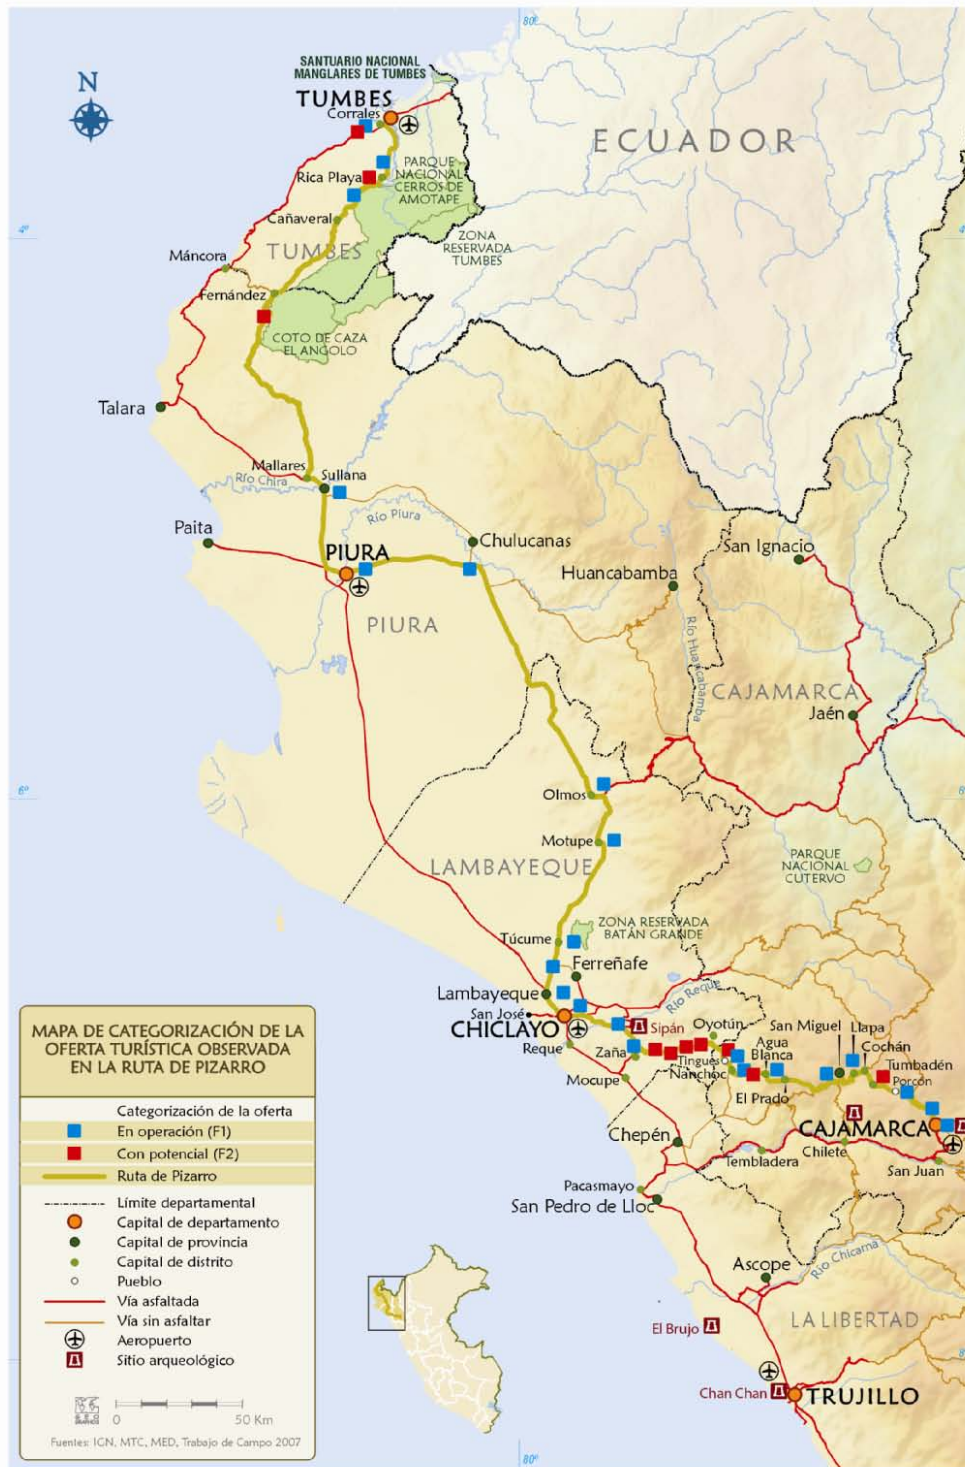 80°
SANTUARIO NACIONAL
MANGLARES DE TUMBES
N
TUMBES
Corrales
ECUADOR
Rica Playa
PARQUE
NACIONAL
CERROS DE
AMOTAPE
Cañaveral
4°
TUMBES
ZONA
RESERVADA
TUMBES
Máncora
Fernández
COTO DE CAZA
EL ANGOLO
Talara
Mallares
Sullana
Río Chira
Río Piura
Paita
PIURA
Chulucanas
San Ignacio
Huancabamba
PIURA
Río Huancabamba
CAJAMARCA
Jaén
6°
Olmos
Motupe
LAMBAYEQUE
PARQUE
NACIONAL
CUTERVO
ZONA RESERVADA
BATÁN GRANDE
Túcume
Ferreñafe
Lambayeque
Río Reque
San José
CHICLAYO
Sipán
Oyotún
San Miguel
Llapa
Reque
Zaña
Tingues
Agua
Blanca
Cochán
Nanchoc
Tumbadén
Mocupe
El Prado
Porcón
Chepén
CAJAMARCA
Tembladera
Chilete
San Juan
Pacasmayo
San Pedro de Lloc
Ascope
Río Chicama
El Brujo
LA LIBERTAD
Chan Chan
TRUJILLO
80°
MAPA DE CATEGORIZACIÓN DE LA
OFERTA TURÍSTICA OBSERVADA
EN LA RUTA DE PIZARRO
Categorización de la oferta
En operación (F1)
Con potencial (F2)
Ruta de Pizarro
Límite departamental
Capital de departamento
Capital de província
Capital de distrito
Pueblo
Vía asfaltada
Vía sin asfaltar
Aeropuerto
Sitio arqueológico
0 50 Km
Fuentes: IGN, MTC, MED, Trabajo de Campo 2007